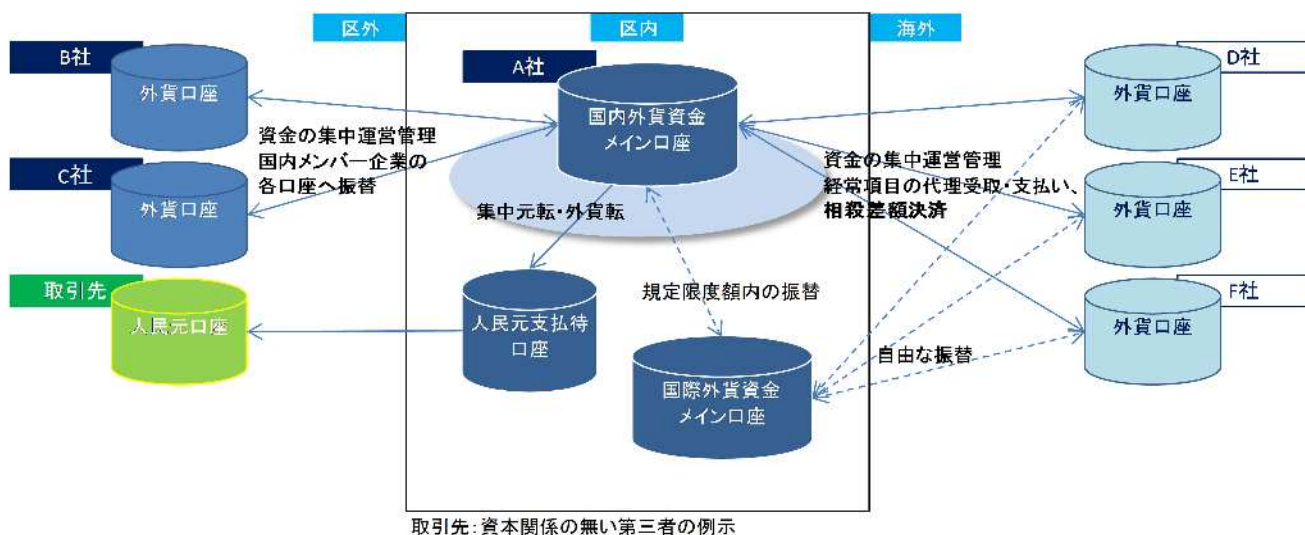 区外
区内
海外
B社
外貨口座
A社
国内外貨資金
メイン口座
D社
外貨口座
資金の集中運営管理
国内メンバー企業の
各口座へ振替
C社
外貨口座
資金の集中運営管理
経常項目の代理受取・支払い、
相殺差額決済
E社
外貨口座
集中元転・外貨転
取引先
人民元口座
人民元支払待
口座
規定限度額内の振替
国際外貨資金
メイン口座
自由な振替
F社
外貨口座
取引先：資本関係の無い第三者の例示